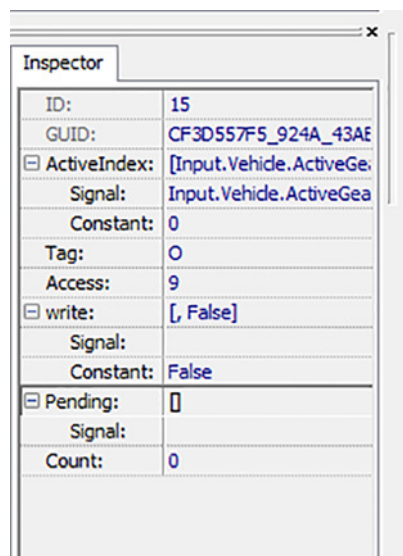 x
Inspector
ID: 15
GUID: CF3D557F5_924A_43AE
ActiveIndex: [Input.Vehicle.ActiveGea
Signal: Input.Vehicle.ActiveGea
Constant: 0
Tag: O
Access: 9
write: [, False]
Signal:
Constant: False
Pending: []
Signal:
Count: 0